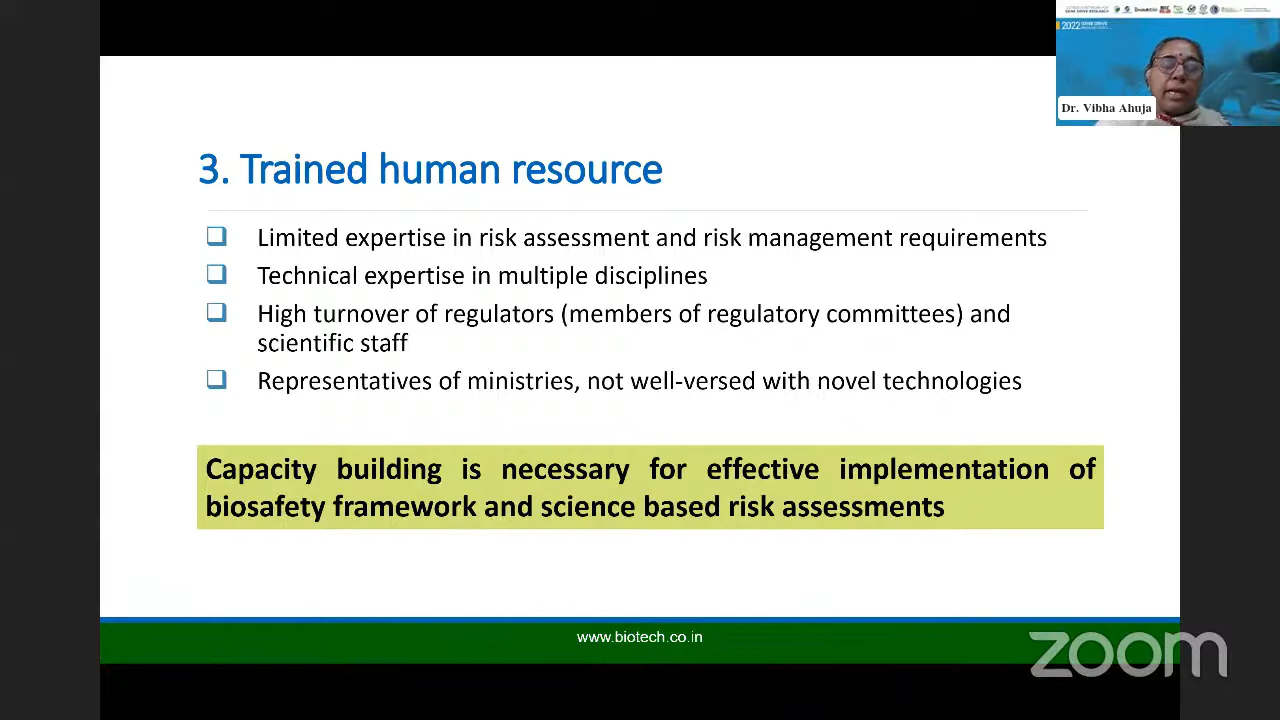 2022 GENE DRIVE
Dr. Vibha Ahuja
3. Trained human resource
Limited expertise in risk assessment and risk management requirements
Technical expertise in multiple disciplines
High turnover of regulators (members of regulatory committees) and
scientific staff
Representatives of ministries, not well-versed with novel technologies
Capacity building is necessary for effective implementation of
biosafety framework and science based risk assessments
www.biotech.co.in
zoom